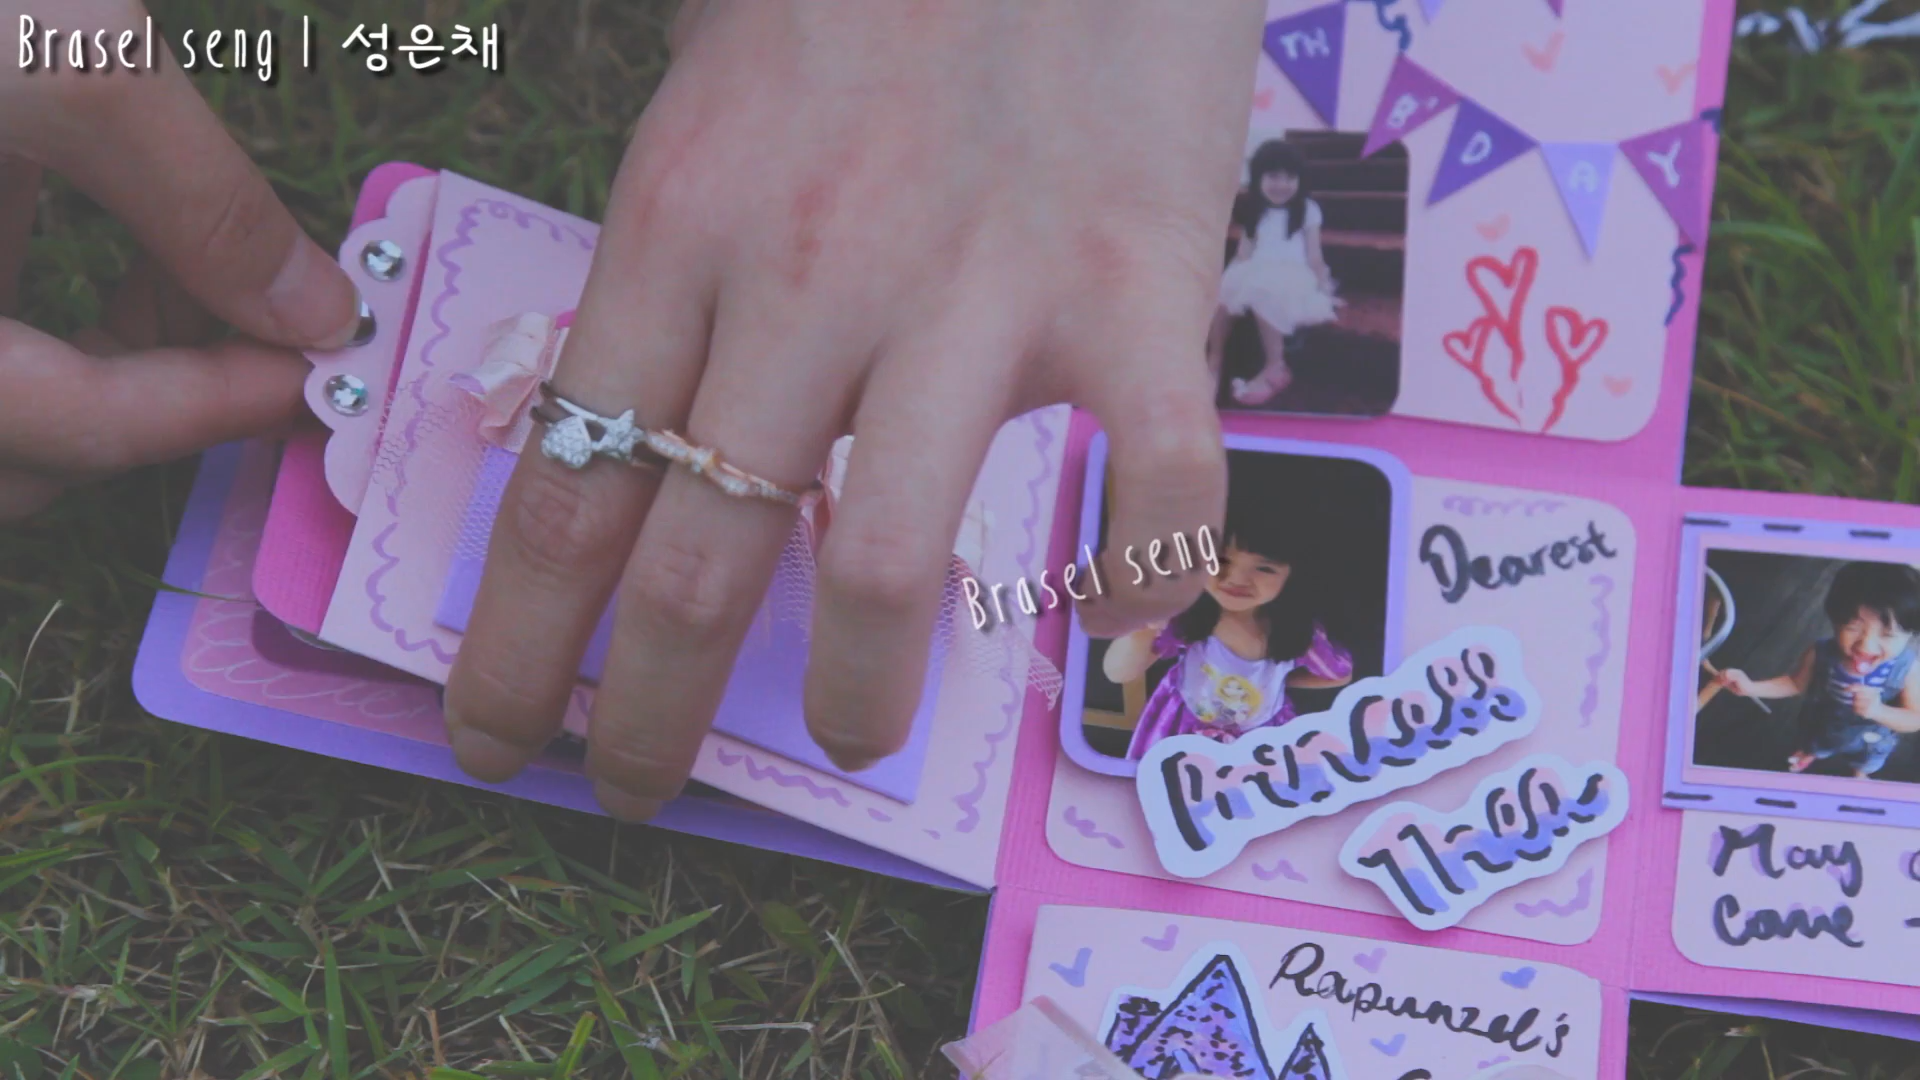 Brasel seng | 성은채
TH
B'
D
A
Y
Brasel seng
Dearest
Princess
Thea
May
Come
Rapunzel's